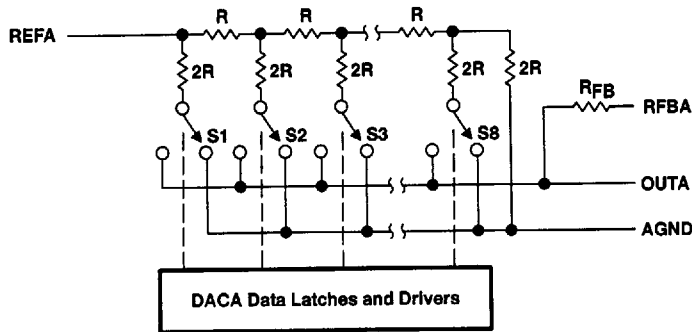 R R R
REFA
2R 2R 2R 2R 2R
RFB RFBA
S1 S2 S3 S8
OUTA
AGND
DACA Data Latches and Drivers